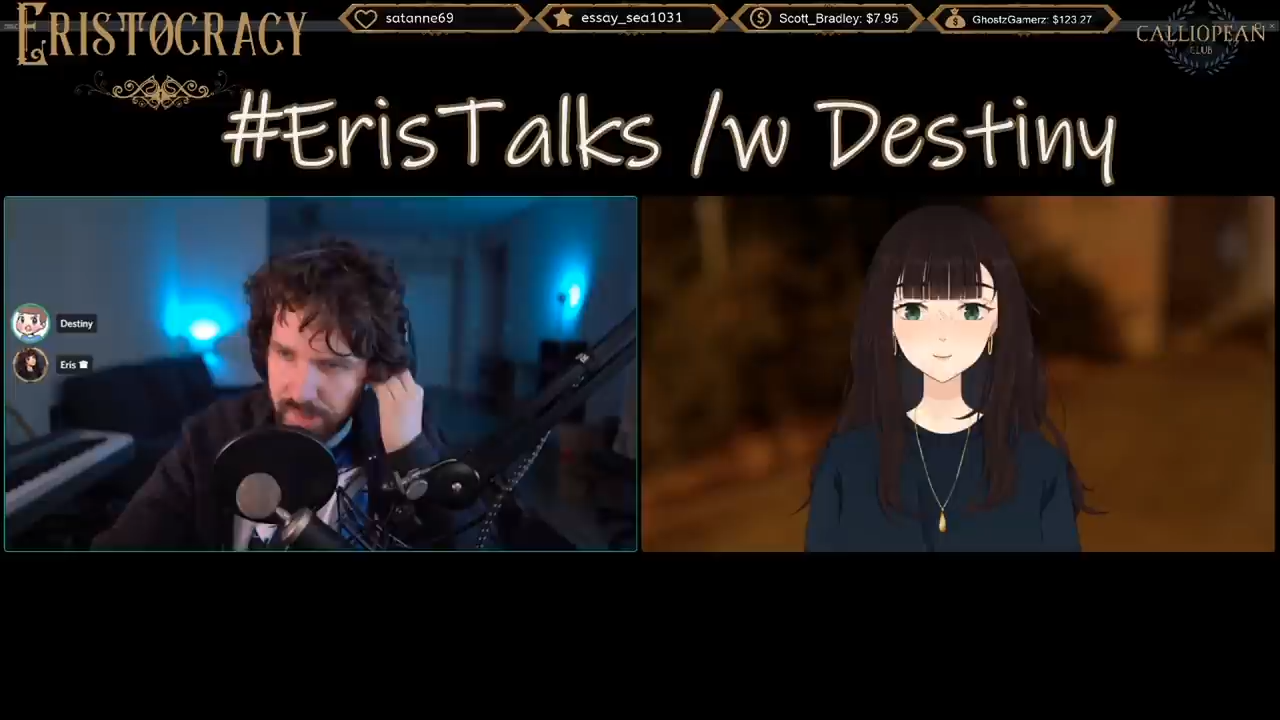 ERISTOCRACY
satanne69
essay_sea1031
Scott_Bradley: $7.95
GhostzGamerz: $123.27
CALLIOPEAN
CLUB
#ErisTalks /w Destiny
Destiny
Eris